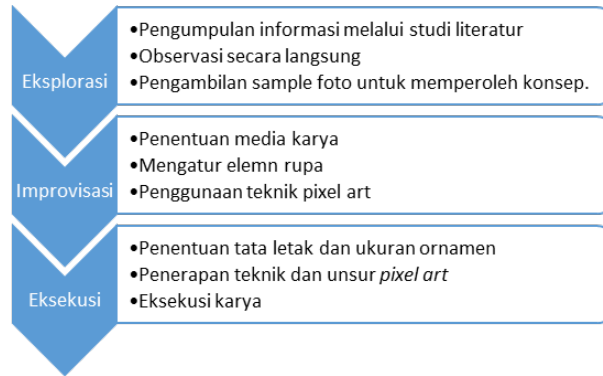 Eksplorasi
•Pengumpulan informasi melalui studi literatur
•Observasi secara langsung
•Pengambilan sample foto untuk memperoleh konsep.
Improvisasi
•Penentuan media karya
•Mengatur elemn rupa
•Penggunaan teknik pixel art
Eksekusi
•Penentuan tata letak dan ukuran ornamen
•Penerapan teknik dan unsur pixel art
•Eksekusi karya